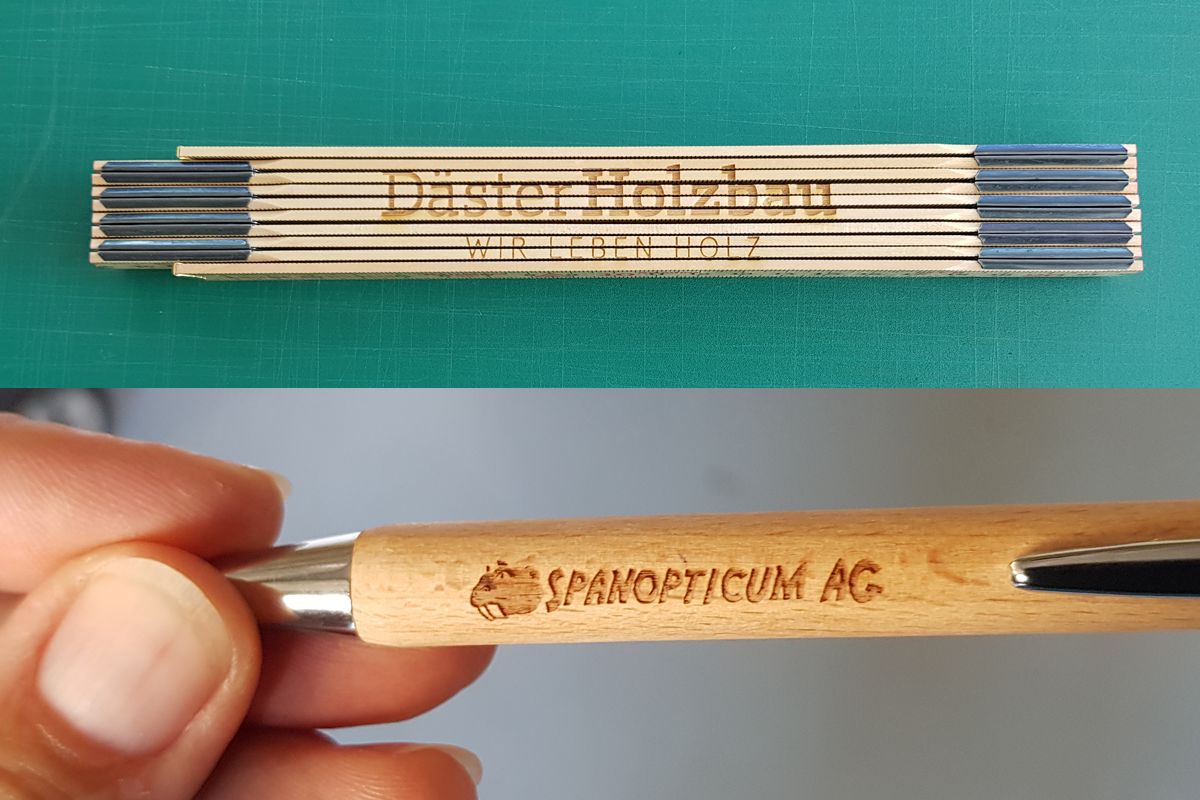 Däster Holzbau
WIR LEBEN HOLZ
SPANOPTICUM AG